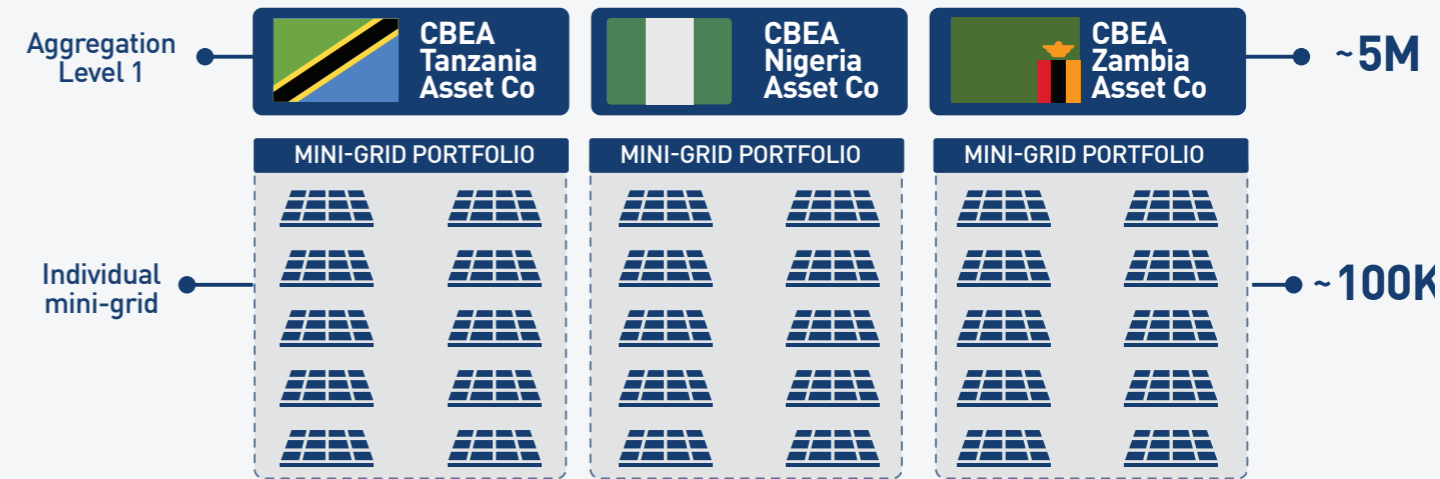 Aggregation
Level 1
CBEA
Tanzania
Asset Co
CBEA
Nigeria
Asset Co
CBEA
Zambia
Asset Co
~5M
MINI-GRID PORTFOLIO
MINI-GRID PORTFOLIO
MINI-GRID PORTFOLIO
Individual
mini-grid
~100K